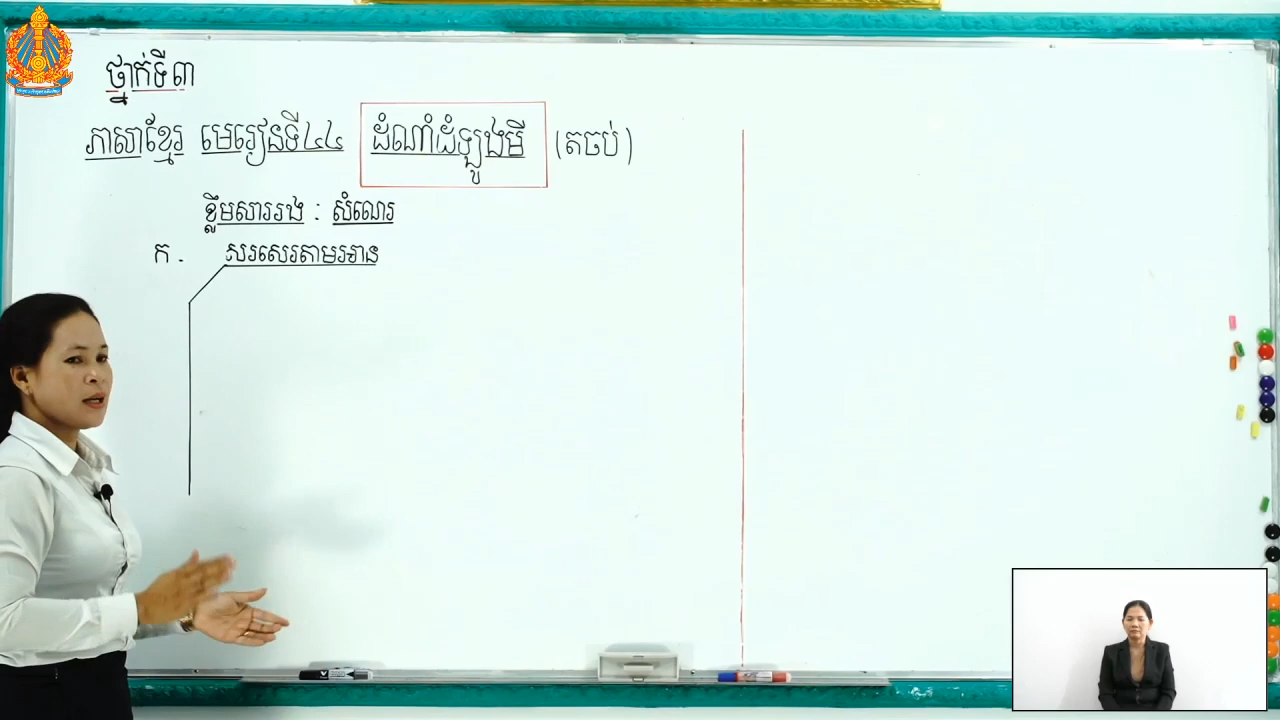 ថ្នាក់ទី៣
ភាសាខ្មែរ មេរៀនទី៤៤ ដំណាំដំឡូងមី (តចប់)
ខ្លឹមសាររង : សំណេរ
ក. សរសេរតាមអាន